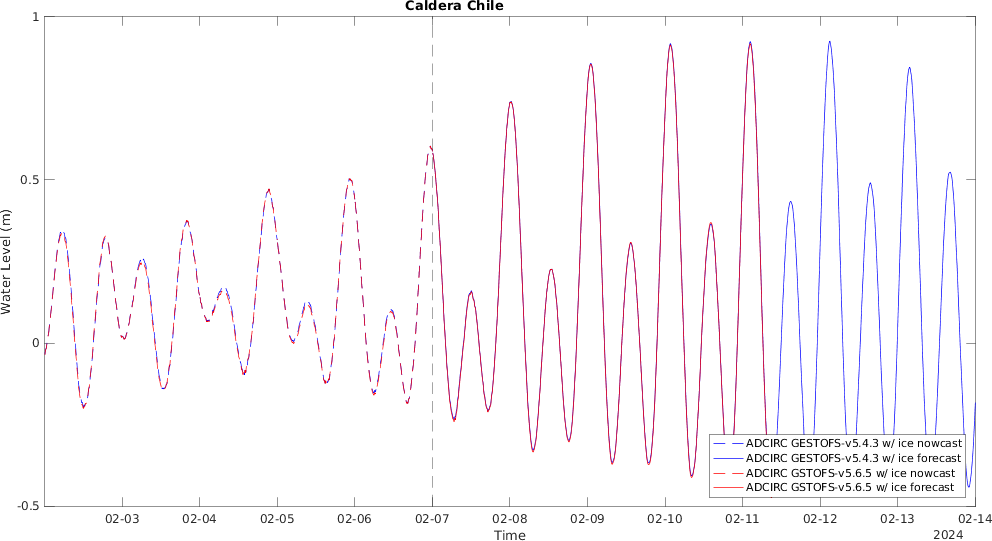 Caldera Chile
1
0.5
0
-0.5
Water Level (m)
ADCIRC GESTOFS-v5.4.3 w/ ice nowcast
ADCIRC GESTOFS-v5.4.3 w/ ice forecast
ADCIRC GSTOFS-v5.6.5 w/ ice nowcast
ADCIRC GSTOFS-v5.6.5 w/ ice forecast
02-03 02-04 02-05 02-06 02-07 02-08 02-09 02-10 02-11 02-12 02-13 02-14
Time
2024